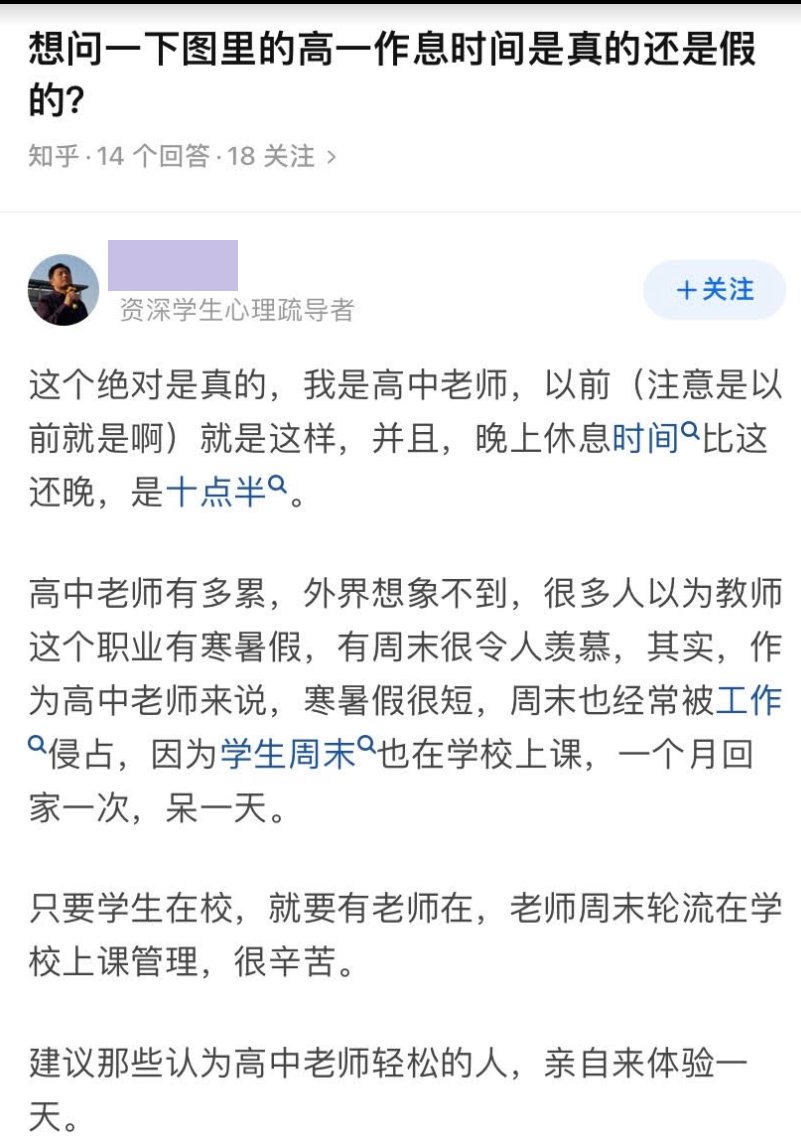 想问一下图里的高一作息时间是真的还是假
的?
知乎·14 个回答·18 关注 >
资深学生心理疏导者
+关注
这个绝对是真的，我是高中老师，以前（注意是以
前就是啊）就是这样，并且，晚上休息时间比这
还晚，是十点半。
高中老师有多累，外界想象不到，很多人以为教师
这个职业有寒暑假，有周末很令人羡慕，其实，作
为高中老师来说，寒暑假很短，周末也经常被工作
侵占，因为学生周末也在学校上课，一个月回
家一次，呆一天。
只要学生在校，就要有老师在，老师周末轮流在学
校上课管理，很辛苦。
建议那些认为高中老师轻松的人，亲自来体验一
天。